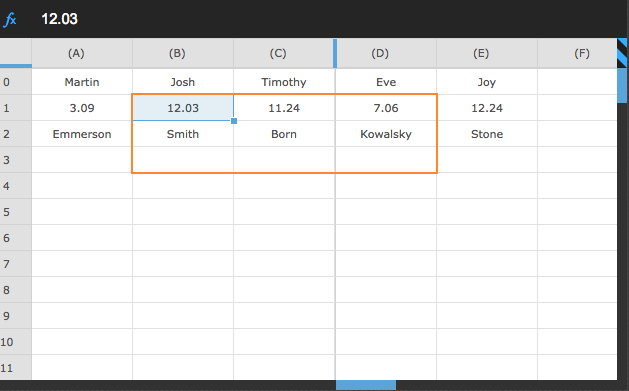 fx 12.03
(A) (B) (C) (D) (E) (F)
0 Martin Josh Timothy Eve Joy
1 3.09 12.03 11.24 7.06 12.24
2 Emmerson Smith Born Kowalsky Stone
3
4
5
6
7
8
9
10
11